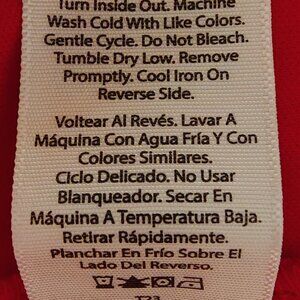 Turn Inside Out. Machine
Wash Cold With Like Colors.
Gentle Cycle. Do Not Bleach.
Tumble Dry Low. Remove
Promptly. Cool Iron On
Reverse Side.
Voltear Al Revés. Lavar A
Máquina Con Agua Fría Y Con
Colores Similares.
Ciclo Delicado. No Usar
Blanqueador. Secar En
Máquina A Temperatura Baja.
Retirar Rápidamente.
Planchar En Frío Sobre El
Lado Del Reverso.
T23